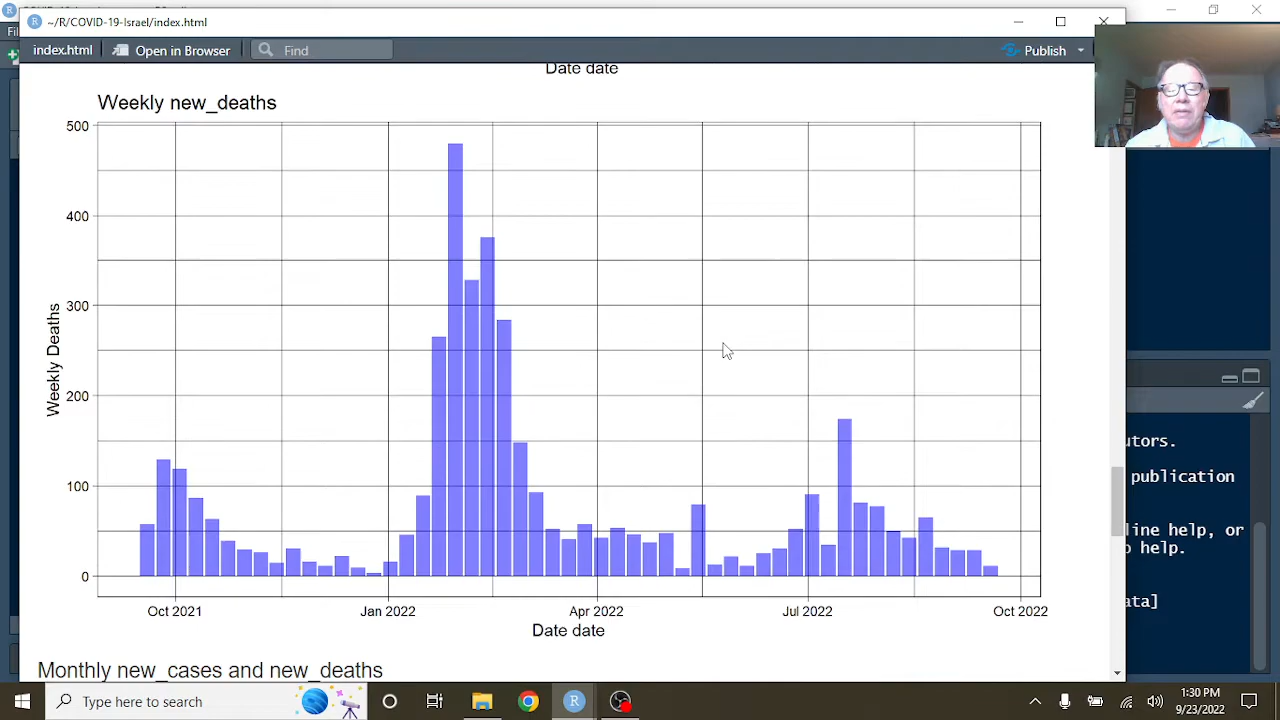 ~/R/COVID-19-Israel/index.html
index.html
Open in Browser
Find
Publish
Date date
Weekly new_deaths
500
400
300
200
100
0
Weekly Deaths
Oct 2021
Jan 2022
Apr 2022
Jul 2022
Oct 2022
Date date
Monthly new_cases and new_deaths
utors.
publication
line help, or
o help.
ata]
Type here to search
1:30 PM
9/23/2022